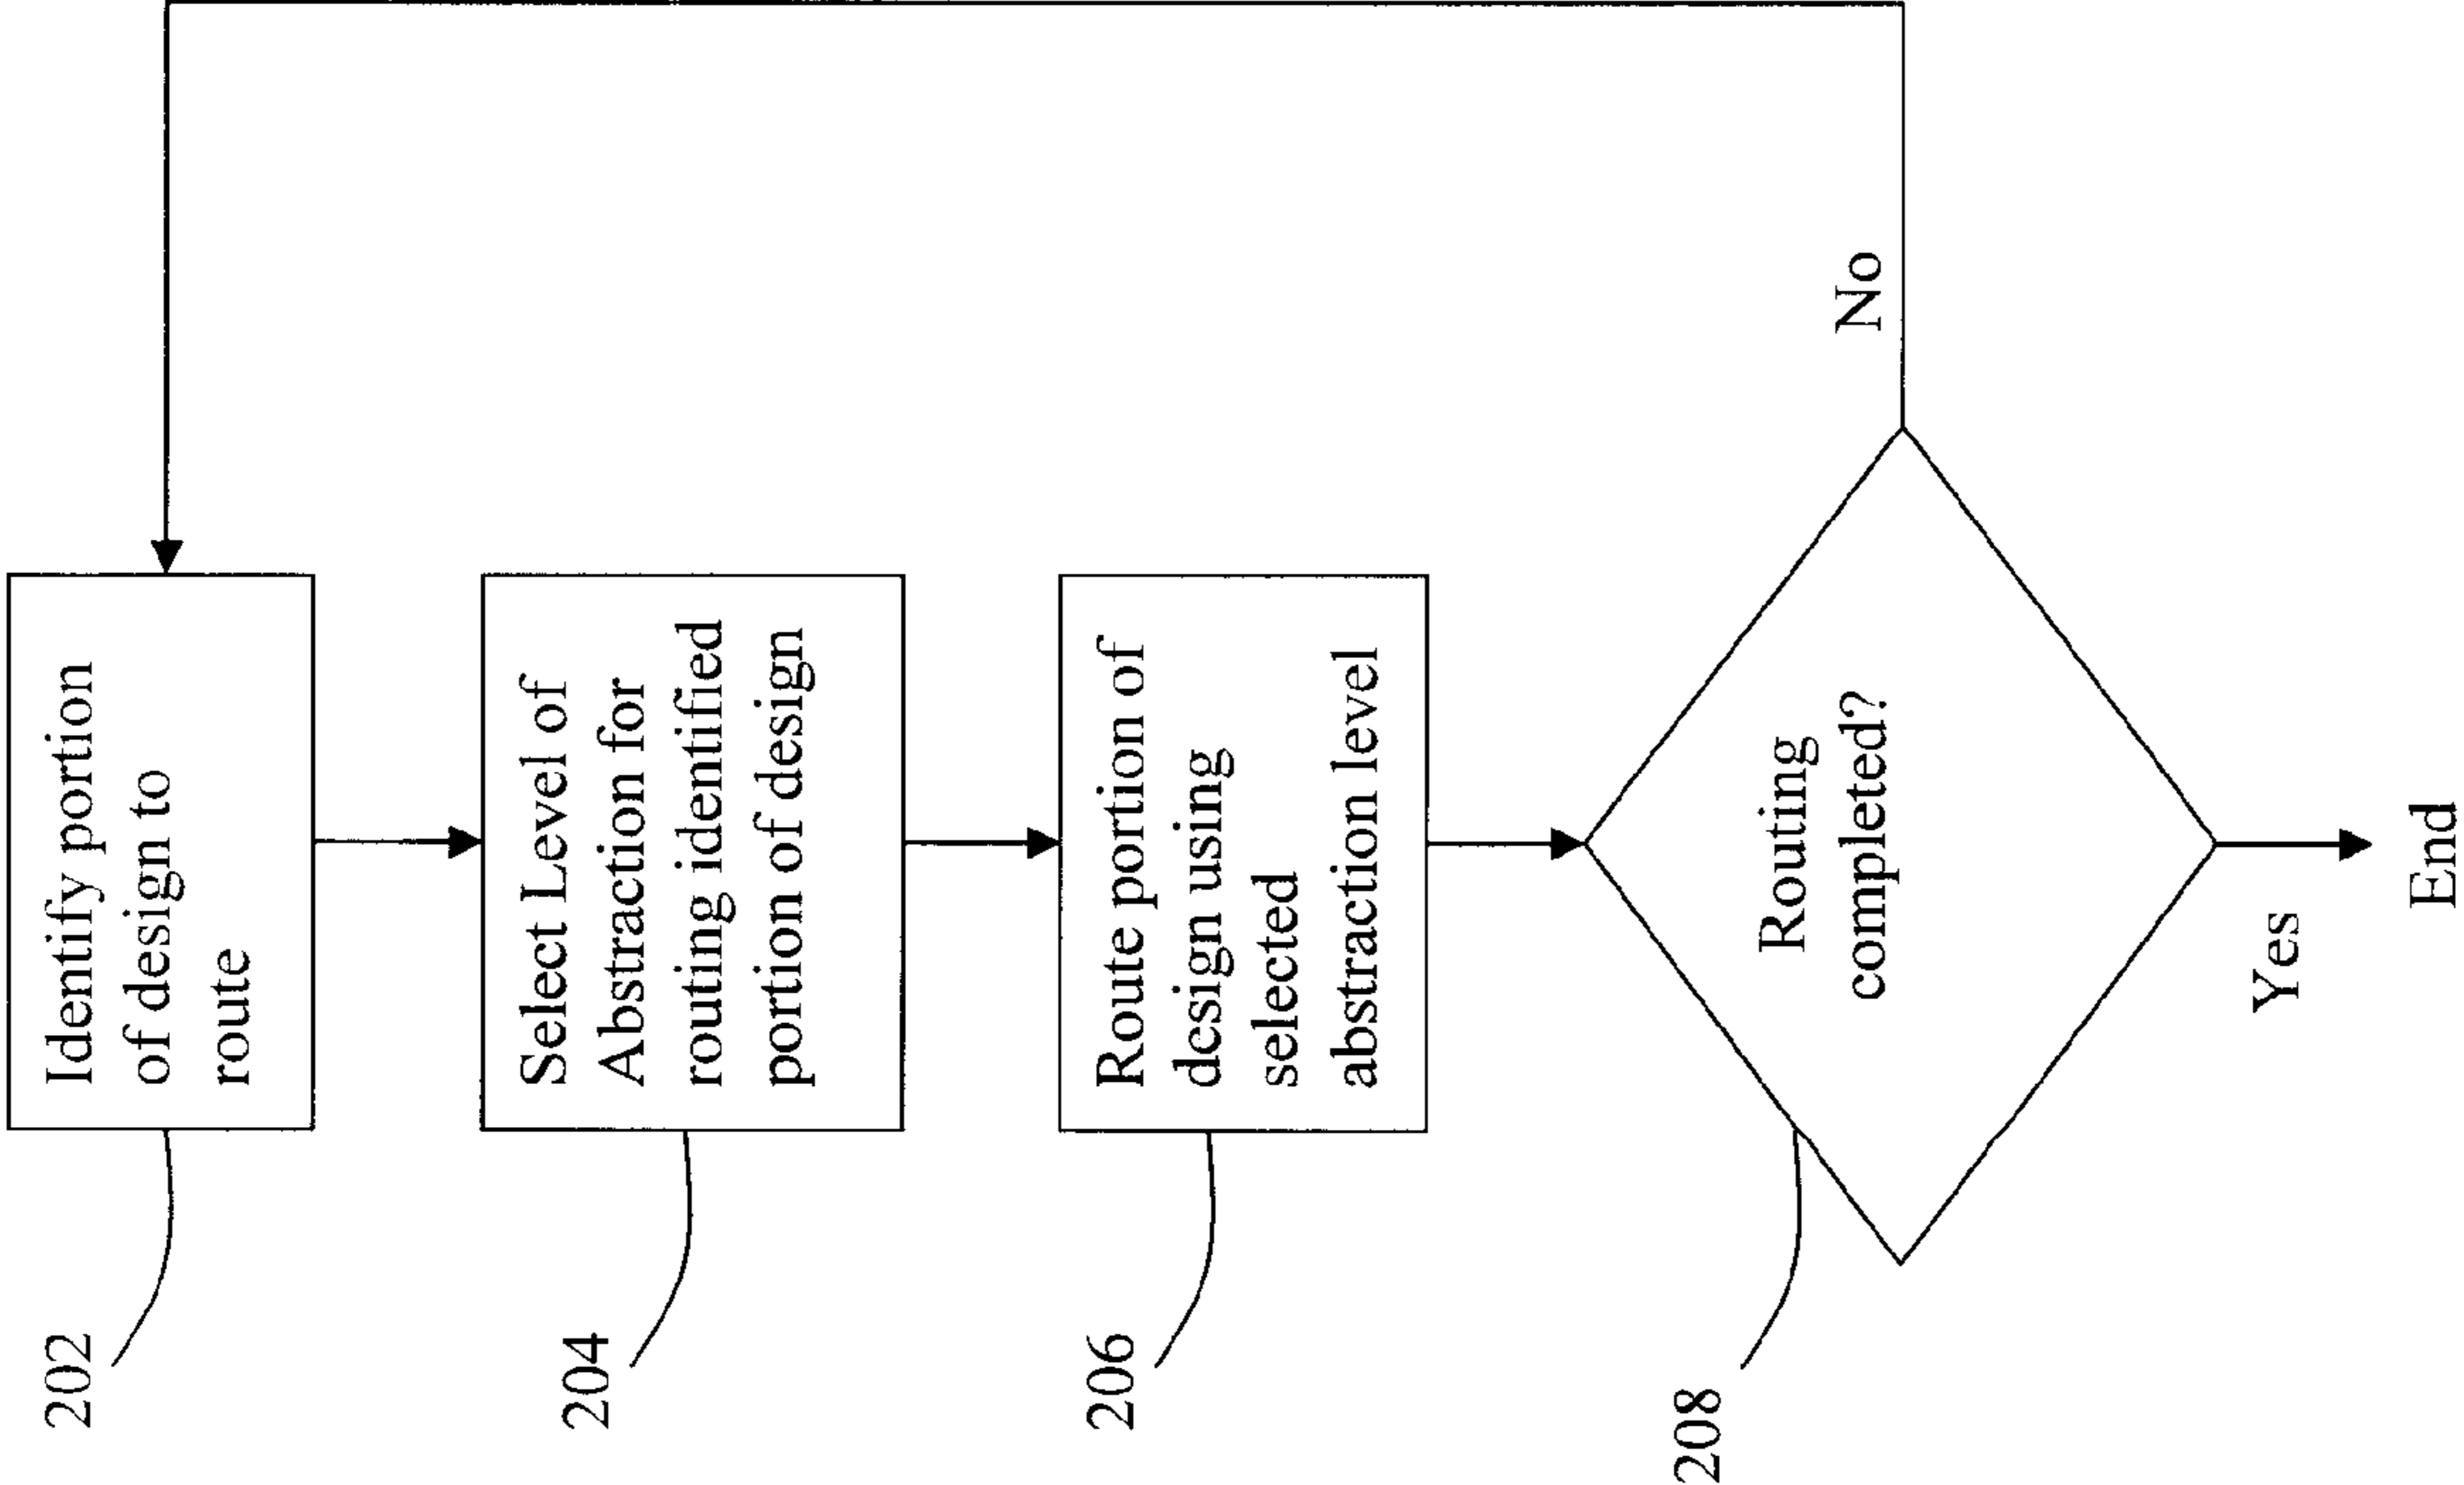 202
Identify portion
of design to
route
204
Select Level of
Abstraction for
routing identified
portion of design
206
Route portion of
design using
selected
abstraction level
208
Routing
completed?
No
Yes
End